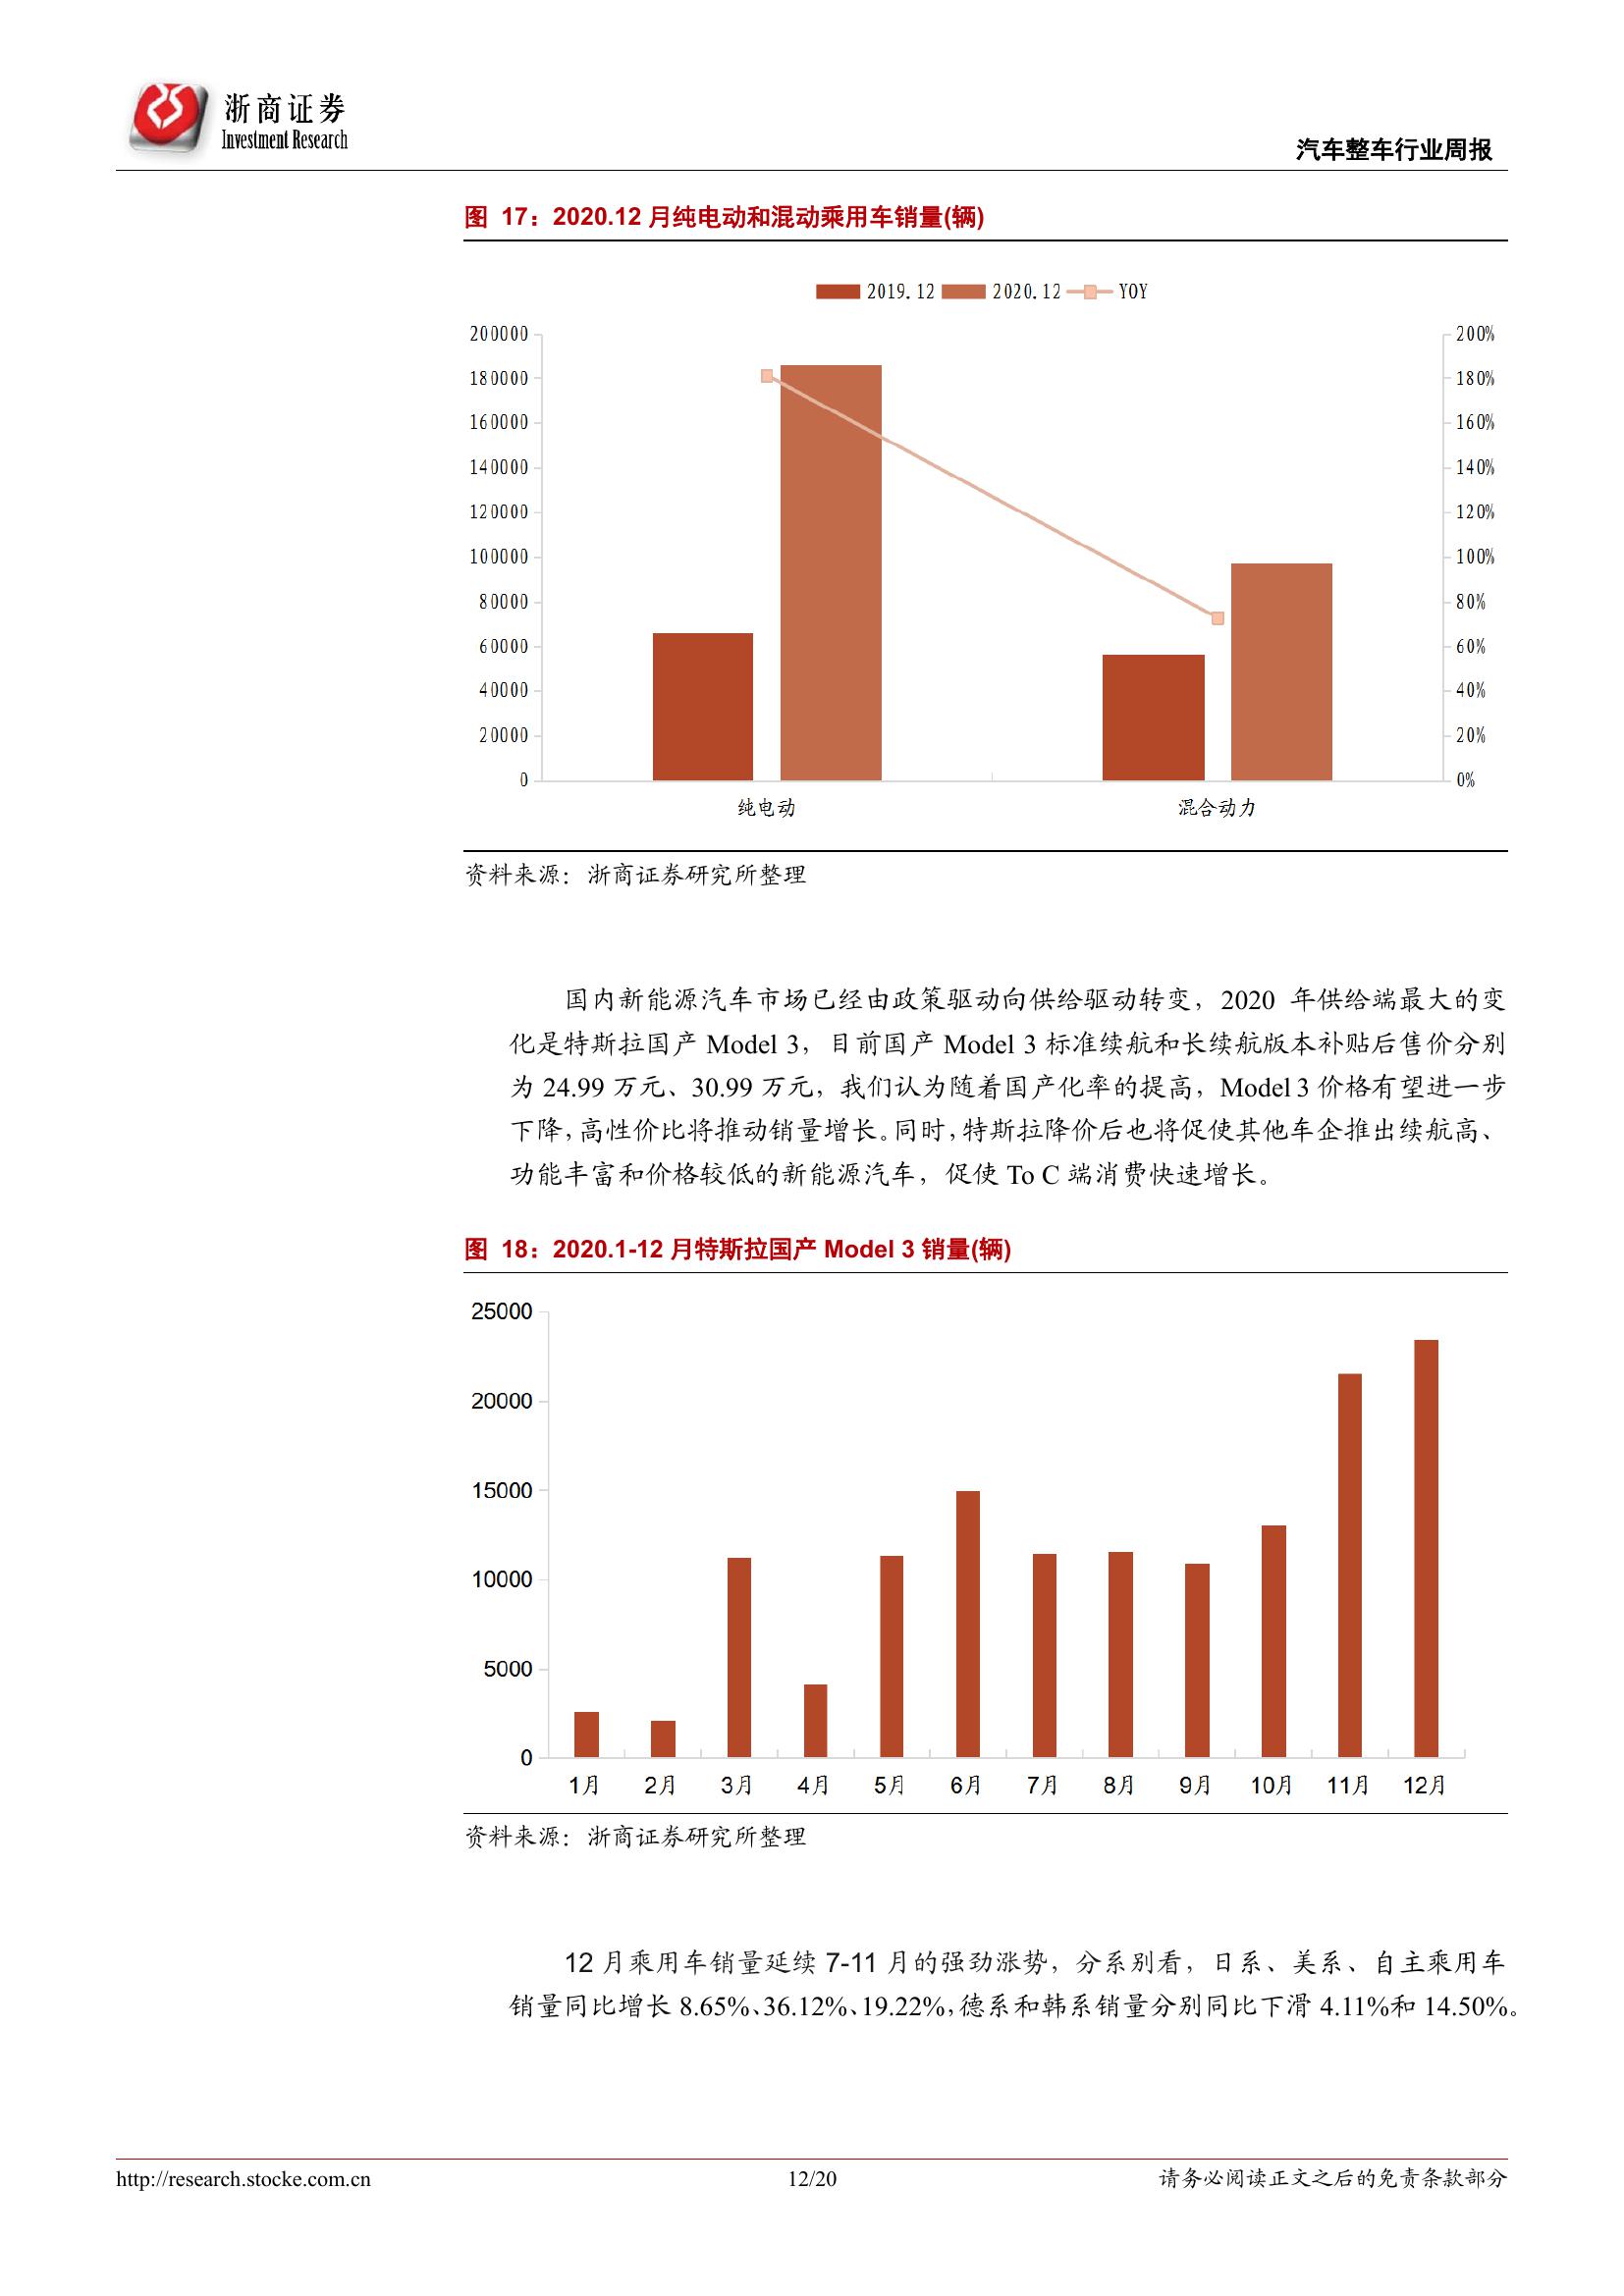 浙商证券
Investment Research
汽车整车行业周报
图 17：2020.12 月纯电动和混动乘用车销量(辆)
2019.12 2020.12 YOY
200000 200%
180000 180%
160000 160%
140000 140%
120000 120%
100000 100%
80000 80%
60000 60%
40000 40%
20000 20%
0 0%
纯电动 混合动力
资料来源：浙商证券研究所整理
国内新能源汽车市场已经由政策驱动向供给驱动转变，2020 年供给端最大的变
化是特斯拉国产 Model 3，目前国产 Model 3 标准续航和长续航版本补贴后售价分别
为 24.99 万元、30.99 万元，我们认为随着国产化率的提高，Model 3 价格有望进一步
下降，高性价比将推动销量增长。同时，特斯拉降价后也将促使其他车企推出续航高、
功能丰富和价格较低的新能源汽车，促使 To C 端消费快速增长。
图 18：2020.1-12 月特斯拉国产 Model 3 销量(辆)
25000
20000
15000
10000
5000
0
1月 2月 3月 4月 5月 6月 7月 8月 9月 10月 11月 12月
资料来源：浙商证券研究所整理
12 月乘用车销量延续 7-11 月的强劲涨势，分系别看，日系、美系、自主乘用车
销量同比增长 8.65%、36.12%、19.22%，德系和韩系销量分别同比下滑 4.11%和 14.50%。
http://research.stocke.com.cn 12/20 请务必阅读正文之后的免责条款部分